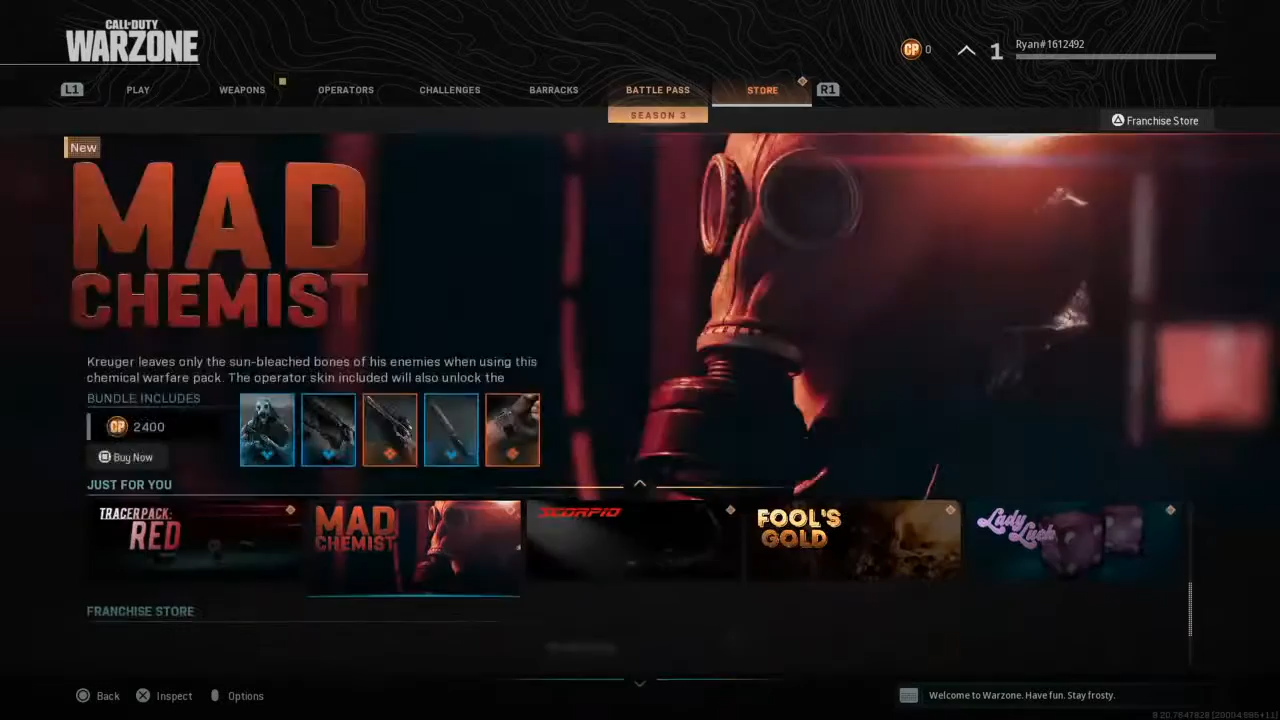 CALL·DUTY
WARZONE
CP 0
1
Ryan#1612492
L1
PLAY
WEAPONS
OPERATORS
CHALLENGES
BARRACKS
BATTLE PASS
STORE
R1
SEASON 3
Franchise Store
New
MAD
CHEMIST
Kreuger leaves only the sun-bleached bones of his enemies when using this
chemical warfare pack. The operator skin included will also unlock the
BUNDLE INCLUDES
CP 2400
Buy Now
JUST FOR YOU
TRACER PACK:
RED
MAD
CHEMIST
SCORPIO
FOOL'S
GOLD
Lady
Luck
FRANCHISE STORE
Back
Inspect
Options
Welcome to Warzone. Have fun. Stay frosty.